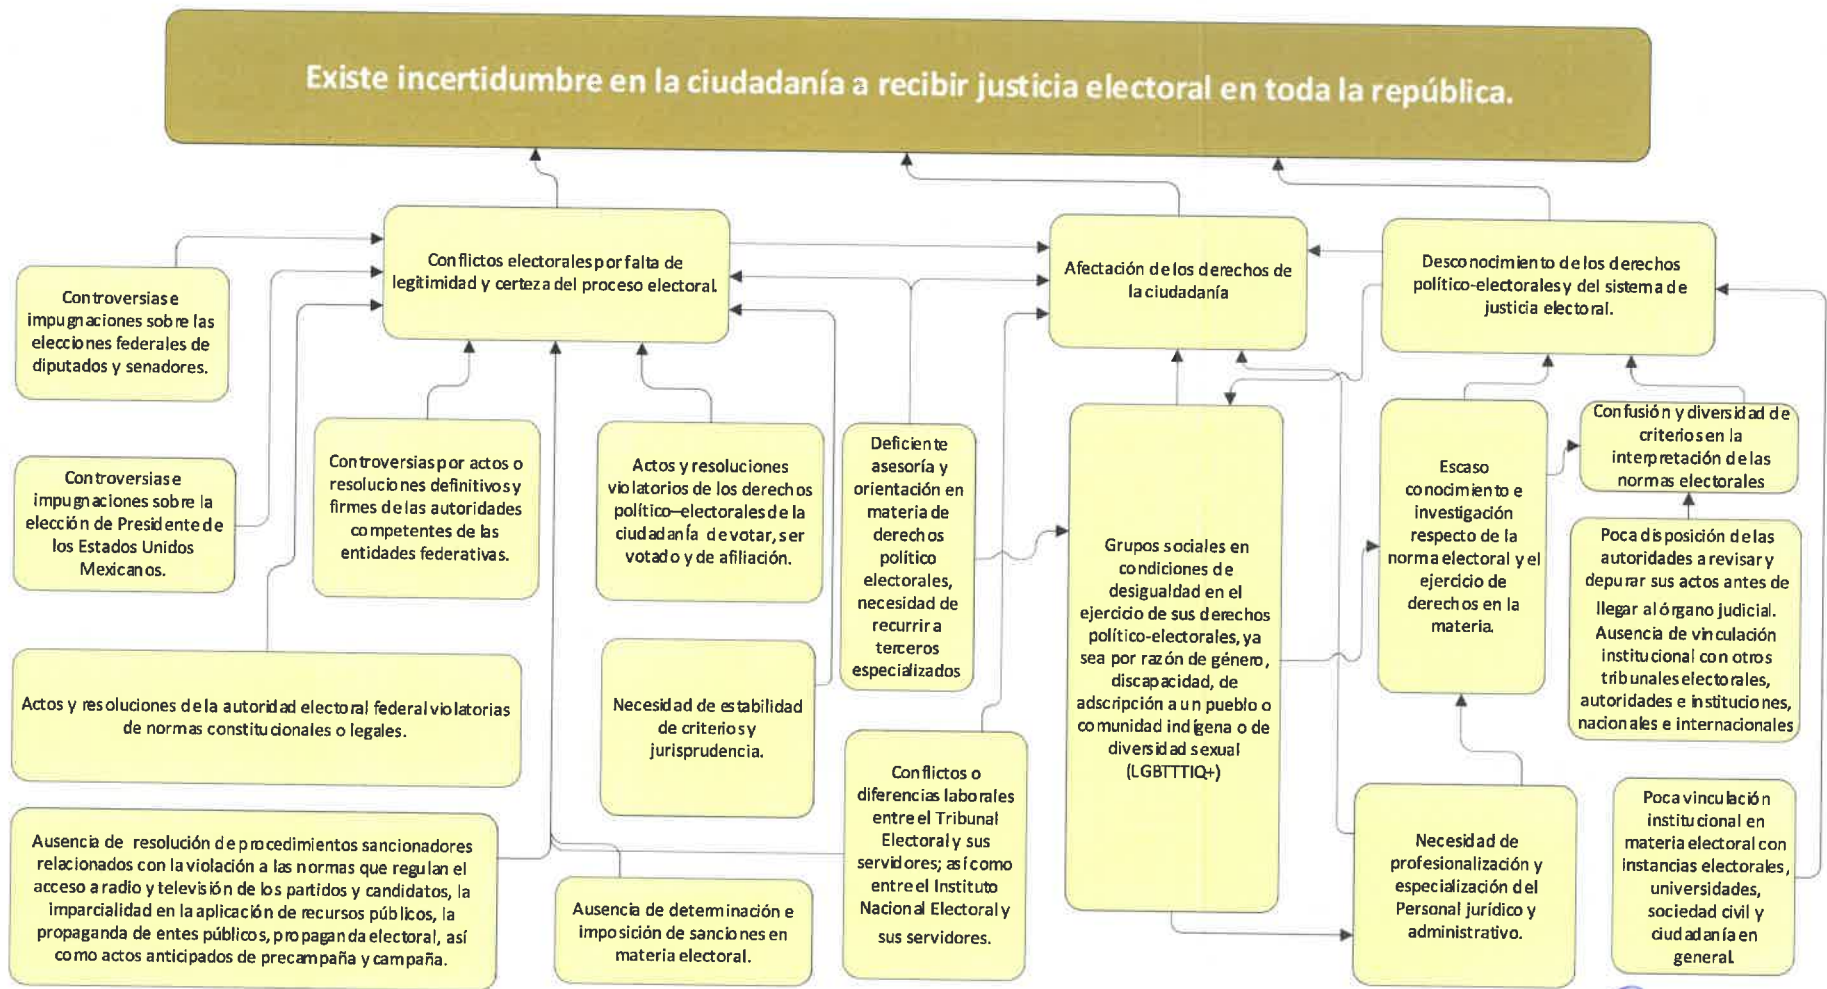 Existe incertidumbre en la ciudadanía a recibir justicia electoral en toda la república.
Conflictos electorales por falta de
legitimidad y certeza del proceso electoral.
Afectación de los derechos de
la ciudadanía
Desconocimiento de los derechos
político-electorales y del sistema de
justicia electoral.
Controversias e
impugnaciones sobre las
elecciones federales de
diputados y senadores.
Controversias e
impugnaciones sobre la
elección de Presidente de
los Estados Unidos
Mexicanos.
Controversias por actos o
resoluciones definitivos y
firmes de las autoridades
competentes de las
entidades federativas.
Actos y resoluciones
violatorios de los derechos
político–electorales de la
ciudadanía de votar, ser
votado y de afiliación.
Deficiente
asesoría y
orientación en
materia de
derechos
político
electorales,
necesidad de
recurrir a
terceros
especializados
Grupos sociales en
condiciones de
desigualdad en el
ejercicio de sus derechos
político-electorales, ya
sea por razón de género,
discapacidad, de
adscripción a un pueblo o
comunidad indígena o de
diversidad sexual
(LGBTTTIQ+)
Escaso
conocimiento e
investigación
respecto de la
norma electoral y el
ejercicio de
derechos en la
materia.
Confusión y diversidad de
criterios en la
interpretación de las
normas electorales
Poca disposición de las
autoridades a revisar y
depurar sus actos antes de
llegar al órgano judicial.
Ausencia de vinculación
institucional con otros
tribunales electorales,
autoridades e instituciones,
nacionales e internacionales
Actos y resoluciones de la autoridad electoral federal violatorias
de normas constitucionales o legales.
Necesidad de estabilidad
de criterios y
jurisprudencia.
Conflictos o
diferencias laborales
entre el Tribunal
Electoral y sus
servidores; así como
entre el Instituto
Nacional Electoral y
sus servidores.
Necesidad de
profesionalización y
especialización del
Personal jurídico y
administrativo.
Poca vinculación
institucional en
materia electoral con
instancias electorales,
universidades,
sociedad civil y
ciudadanía en
general.
Ausencia de resolución de procedimientos sancionadores
relacionados con la violación a las normas que regulan el
acceso a radio y televisión de los partidos y candidatos, la
imparcialidad en la aplicación de recursos públicos, la
propaganda de entes públicos, propaganda electoral, así
como actos anticipados de precampaña y campaña.
Ausencia de determinación e
imposición de sanciones en
materia electoral.